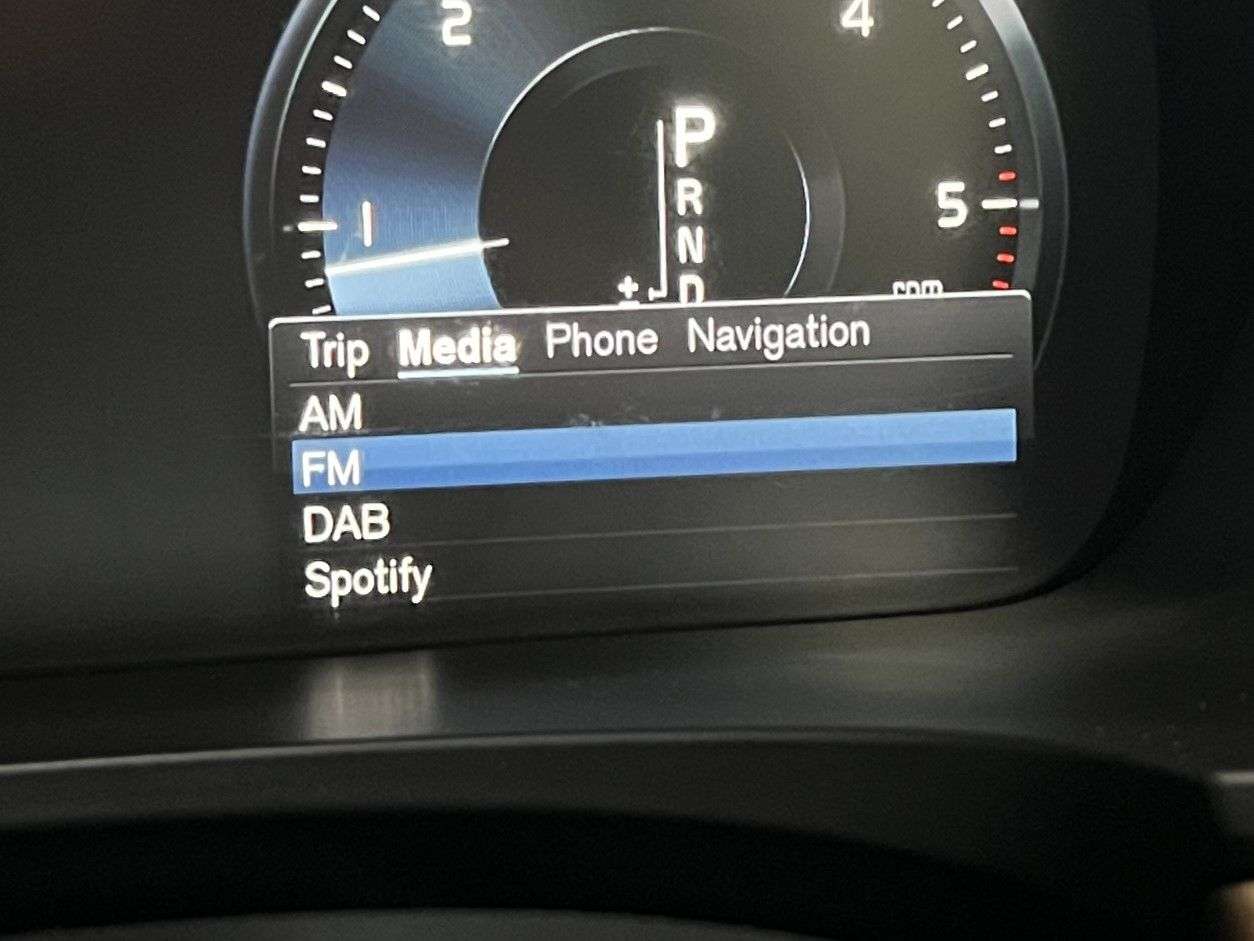 2 4
P
R
1 5
N
± D
rpm
Trip Media Phone Navigation
AM
FM
DAB
Spotify